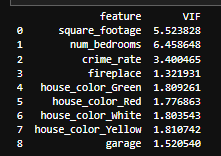 feature VIF
0 square_footage 5.523828
1 num_bedrooms 6.458648
2 crime_rate 3.400465
3 fireplace 1.321931
4 house_color_Green 1.809261
5 house_color_Red 1.776863
6 house_color_White 1.803543
7 house_color_Yellow 1.810742
8 garage 1.520540